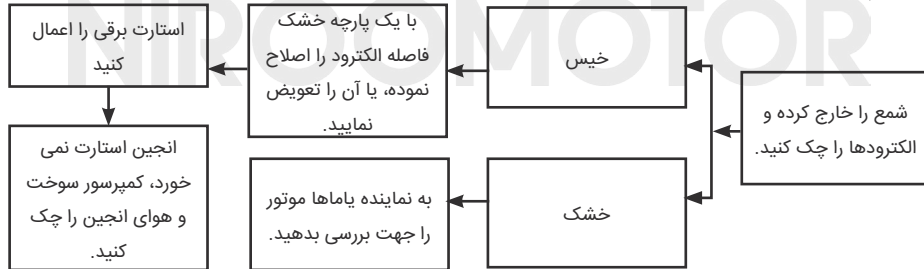 NIROOMOTOR
شمع را خارج کرده و
الکترودها را چک کنید.
خیس
با یک پارچه خشک
فاصله الکترود را اصلاح
نموده، یا آن را تعویض
نمایید.
استارت برقی را اعمال
کنید
انجین استارت نمی
خورد، کمپرسور سوخت
و هوای انجین را چک
کنید.
خشک
به نماینده یاماها موتور
را جهت بررسی بدهید.